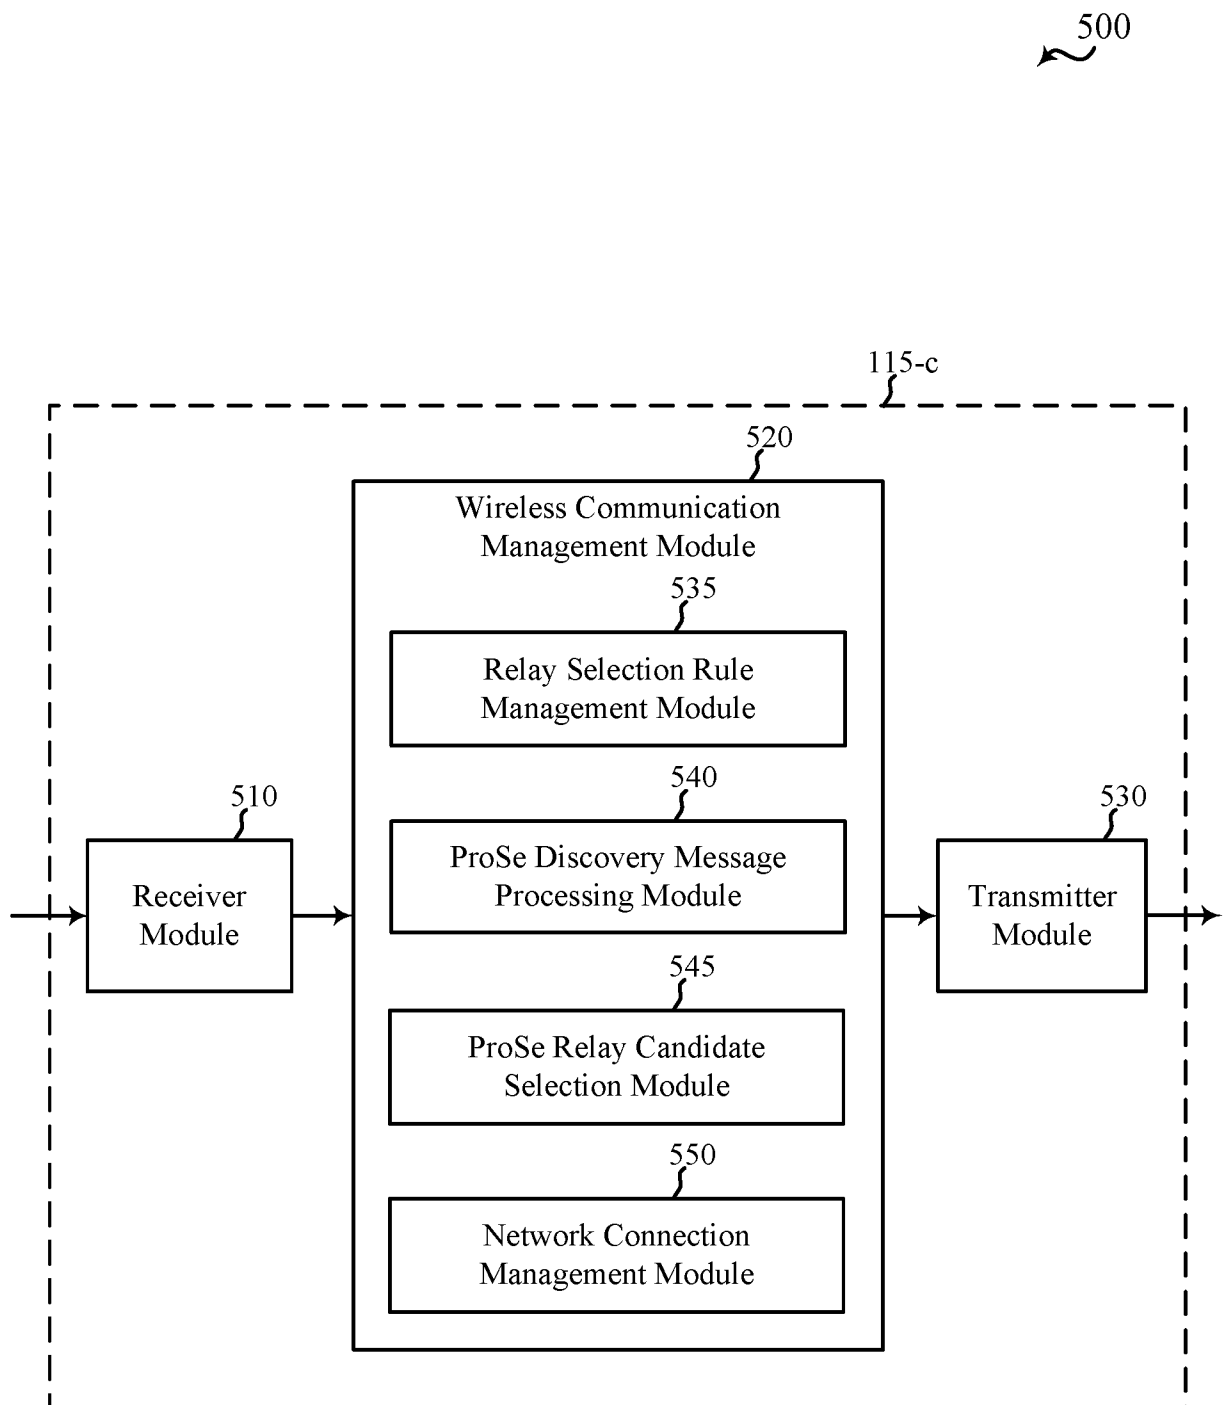 500
115-c
520
Wireless Communication
Management Module
535
Relay Selection Rule
Management Module
540
ProSe Discovery Message
Processing Module
545
ProSe Relay Candidate
Selection Module
550
Network Connection
Management Module
510
Receiver
Module
530
Transmitter
Module